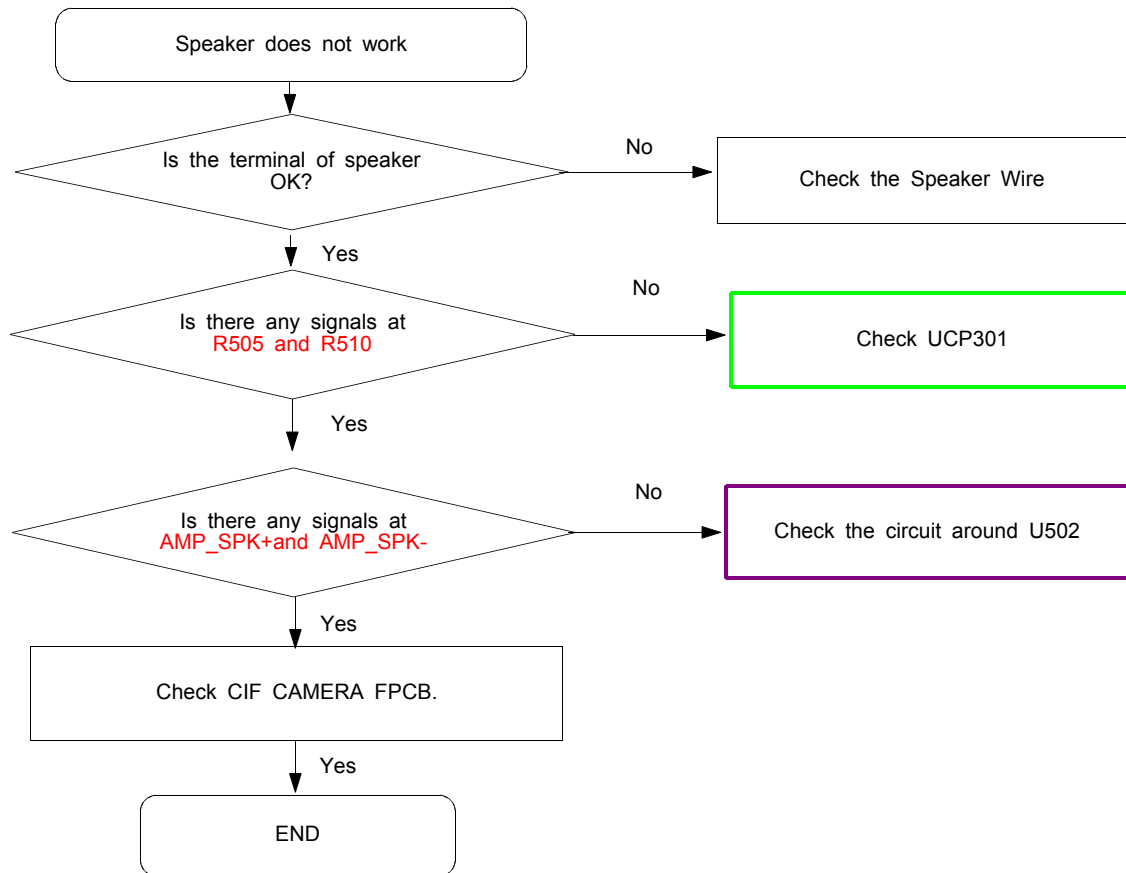 Speaker does not work
Is the terminal of speaker
OK?
No
Check the Speaker Wire
Yes
Is there any signals at
R505 and R510
No
Check UCP301
Yes
Is there any signals at
AMP_SPK+and AMP_SPK-
No
Check the circuit around U502
Yes
Check CIF CAMERA FPCB.
Yes
END